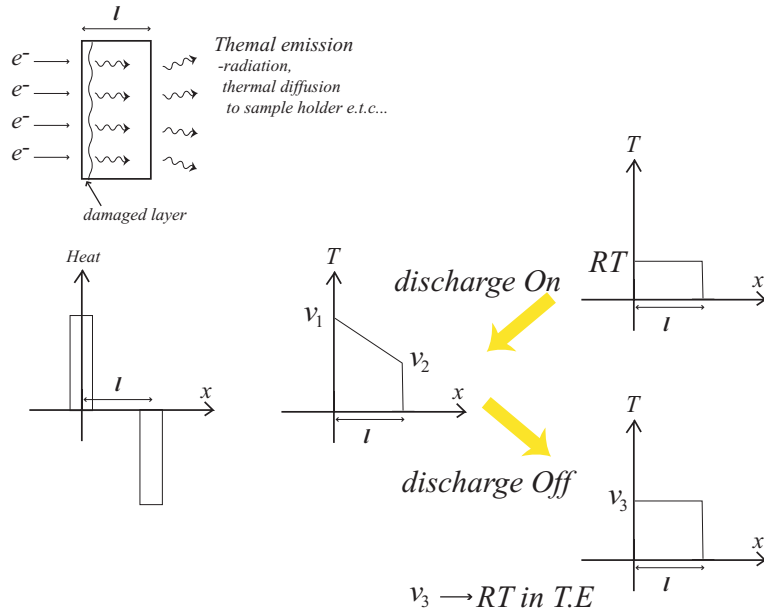 l
Themal emission
-radiation,
thermal diffusion
to sample holder e.t.c...
e-
e-
e-
e-
damaged layer
T
RT
x
l
discharge On
Heat
l
x
T
v1
v2
x
l
discharge Off
T
v3
x
l
v3 → RT in T.E